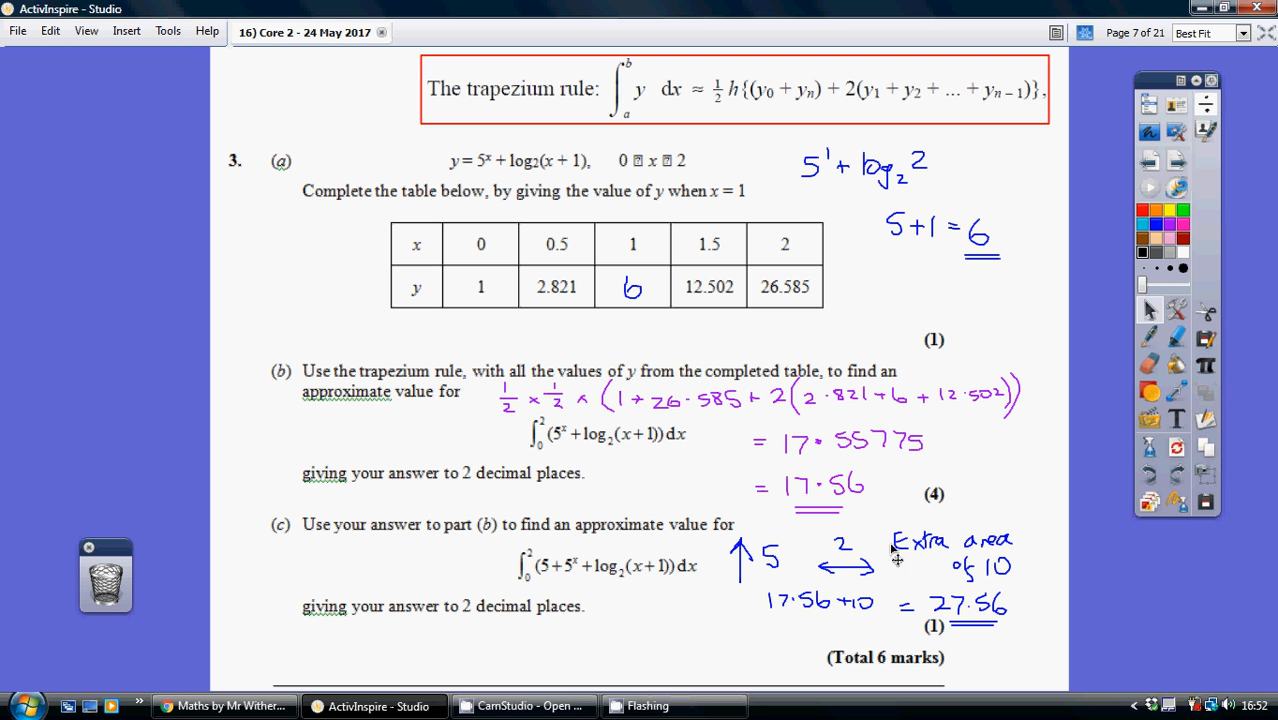 ActivInspire - Studio
File Edit View Insert Tools Help 16) Core 2 - 24 May 2017 Page 7 of 21 Best Fit
The trapezium rule: ∫_a^b y dx ≈ ½ h{(y₀ + yₙ) + 2(y₁ + y₂ + ... + yₙ₋₁)},
3. (a) y = 5ˣ + log₂(x + 1), 0 ⍰ x ⍰ 2
5¹ + log₂ 2
Complete the table below, by giving the value of y when x = 1
5+1 = 6
x 0 0.5 1 1.5 2
y 1 2.821 6 12.502 26.585
(1)
(b) Use the trapezium rule, with all the values of y from the completed table, to find an
approximate value for
½ × ½ × (1 + 26.585 + 2(2.821 + 6 + 12.502))
∫₀² (5ˣ + log₂(x+1)) dx
= 17.55775
giving your answer to 2 decimal places.
= 17.56
(4)
(c) Use your answer to part (b) to find an approximate value for
∫₀² (5 + 5ˣ + log₂(x+1)) dx
5 2 Extra area
of 10
giving your answer to 2 decimal places.
17.56 + 10 = 27.56
(1)
(Total 6 marks)
Maths by Mr Wither... ActivInspire - Studio CamStudio - Open ... Flashing 16:52